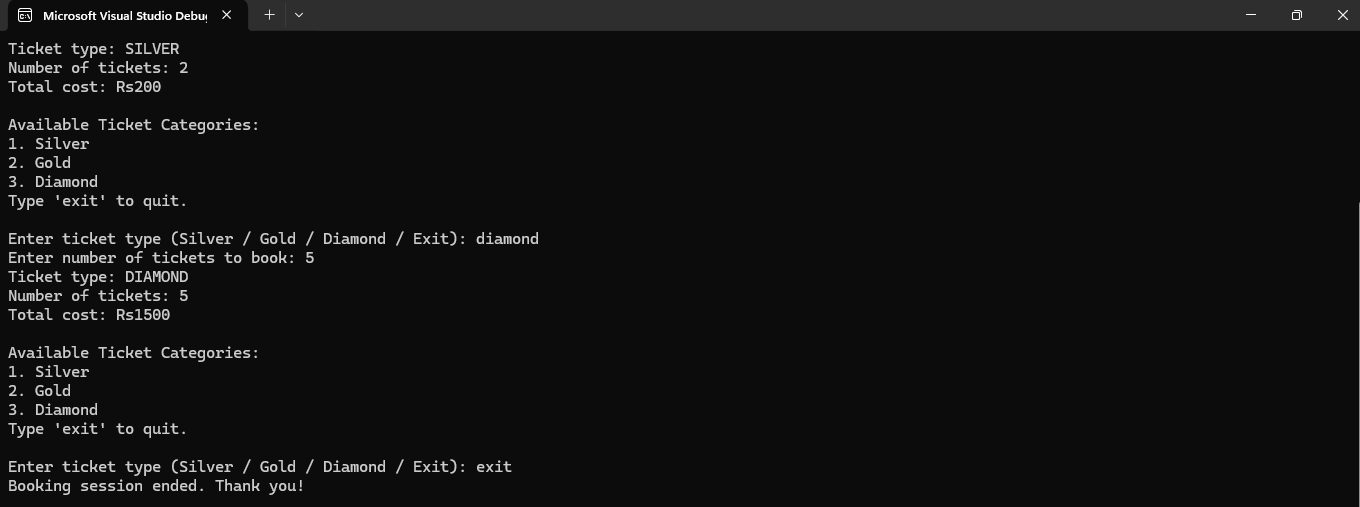 Microsoft Visual Studio Debug
Ticket type: SILVER
Number of tickets: 2
Total cost: Rs200
Available Ticket Categories:
1. Silver
2. Gold
3. Diamond
Type 'exit' to quit.
Enter ticket type (Silver / Gold / Diamond / Exit): diamond
Enter number of tickets to book: 5
Ticket type: DIAMOND
Number of tickets: 5
Total cost: Rs1500
Available Ticket Categories:
1. Silver
2. Gold
3. Diamond
Type 'exit' to quit.
Enter ticket type (Silver / Gold / Diamond / Exit): exit
Booking session ended. Thank you!